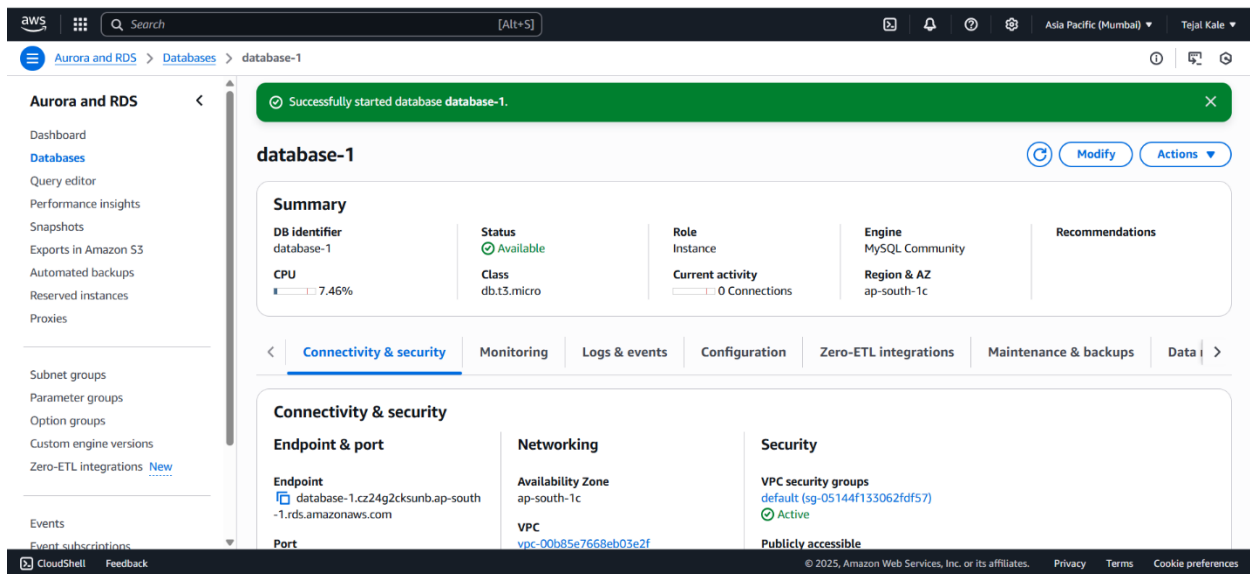 aws
Search [Alt+S]
Asia Pacific (Mumbai) Tejal Kale
Aurora and RDS > Databases > database-1
Aurora and RDS
Dashboard
Databases
Query editor
Performance insights
Snapshots
Exports in Amazon S3
Automated backups
Reserved instances
Proxies
Subnet groups
Parameter groups
Option groups
Custom engine versions
Zero-ETL integrations New
Events
Event subscriptions
Successfully started database database-1.
database-1
Modify Actions
Summary
DB identifier
database-1
Status
Available
Role
Instance
Engine
MySQL Community
Recommendations
CPU
7.46%
Class
db.t3.micro
Current activity
0 Connections
Region & AZ
ap-south-1c
Connectivity & security Monitoring Logs & events Configuration Zero-ETL integrations Maintenance & backups Data
Connectivity & security
Endpoint & port
Endpoint
database-1.cz24g2cksunb.ap-south
-1.rds.amazonaws.com
Port
Networking
Availability Zone
ap-south-1c
VPC
vpc-00b85e7668eb03e2f
Security
VPC security groups
default (sg-05144f133062fdf57)
Active
Publicly accessible
CloudShell Feedback © 2025, Amazon Web Services, Inc. or its affiliates. Privacy Terms Cookie preferences